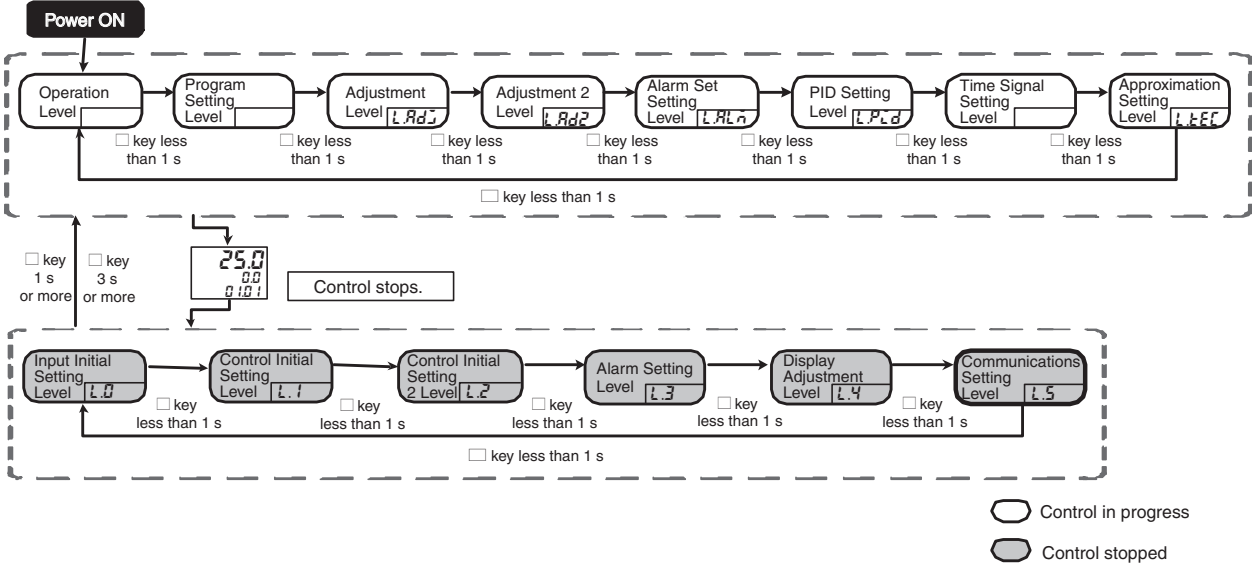 Power ON
Operation
Level
Program
Setting
Level
Adjustment
Level L.AdJ
Adjustment 2
Level L.Ad2
Alarm Set
Setting
Level L.ALM
PID Setting
Level L.PID
Time Signal
Setting
Level
Approximation
Setting
Level L.tEC
□ key less
than 1 s
□ key less
than 1 s
□ key less
than 1 s
□ key less
than 1 s
□ key less
than 1 s
□ key less
than 1 s
□ key less
than 1 s
□ key less than 1 s
□ key
1 s
or more
□ key
3 s
or more
25.0
0.0
01.01
Control stops.
Input Initial
Setting
Level L.0
Control Initial
Setting
Level L.1
Control Initial
Setting
2 Level L.2
Alarm Setting
Level L.3
Display
Adjustment
Level L.4
Communications
Setting
Level L.5
□ key
less than 1 s
□ key
less than 1 s
□ key
less than 1 s
□ key
less than 1 s
□ key
less than 1 s
□ key less than 1 s
Control in progress
Control stopped